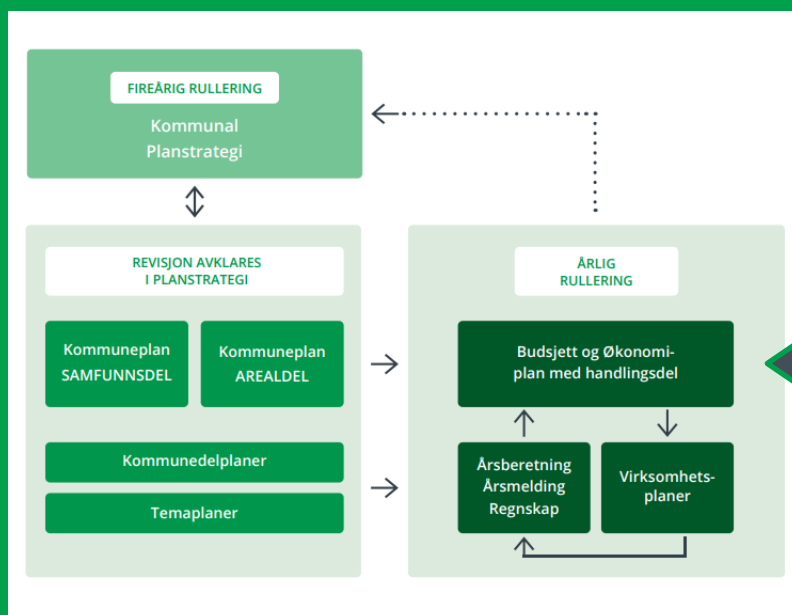 FIREÅRIG RULLERING
Kommunal
Planstrategi
REVISJON AVKLARES
I PLANSTRATEGI
Kommuneplan
SAMFUNNSDEL
Kommuneplan
AREALDEL
Kommunedelplaner
Temaplaner
ÅRLIG
RULLERING
Budsjett og Økonomi-
plan med handlingsdel
Årsberetning
Årsmelding
Regnskap
Virksomhets-
planer